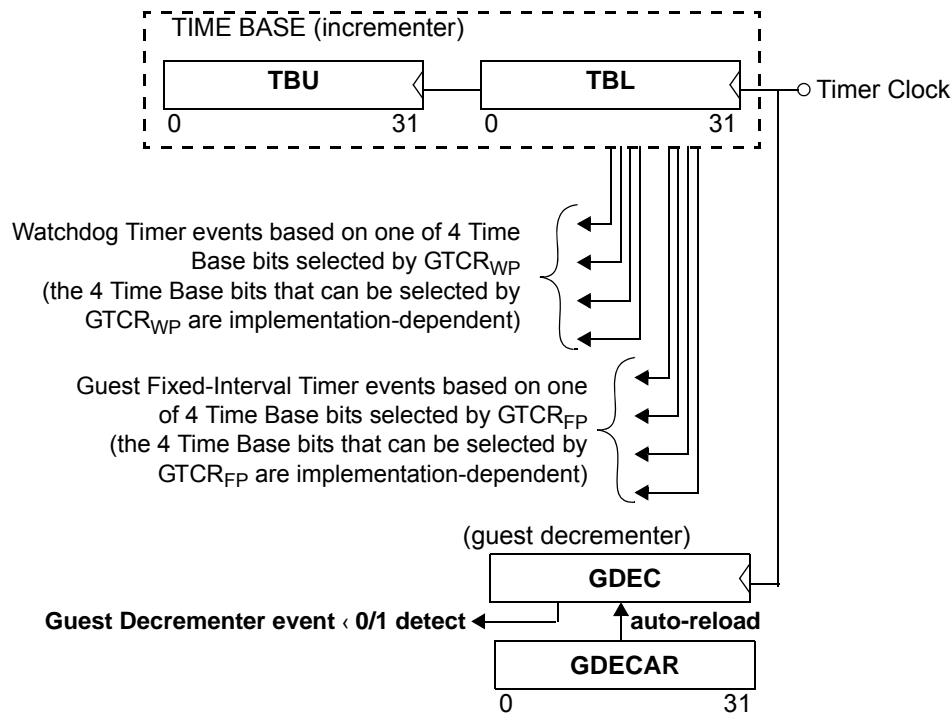 TIME BASE (incrementer)
TBU
TBL
Timer Clock
0 31 0 31
Watchdog Timer events based on one of 4 Time
Base bits selected by GTCRWP
(the 4 Time Base bits that can be selected by
GTCRWP are implementation-dependent)
Guest Fixed-Interval Timer events based on one
of 4 Time Base bits selected by GTCRFP
(the 4 Time Base bits that can be selected by
GTCRFP are implementation-dependent)
(guest decrementer)
GDEC
Guest Decrementer event ‹ 0/1 detect
auto-reload
GDECAR
0 31